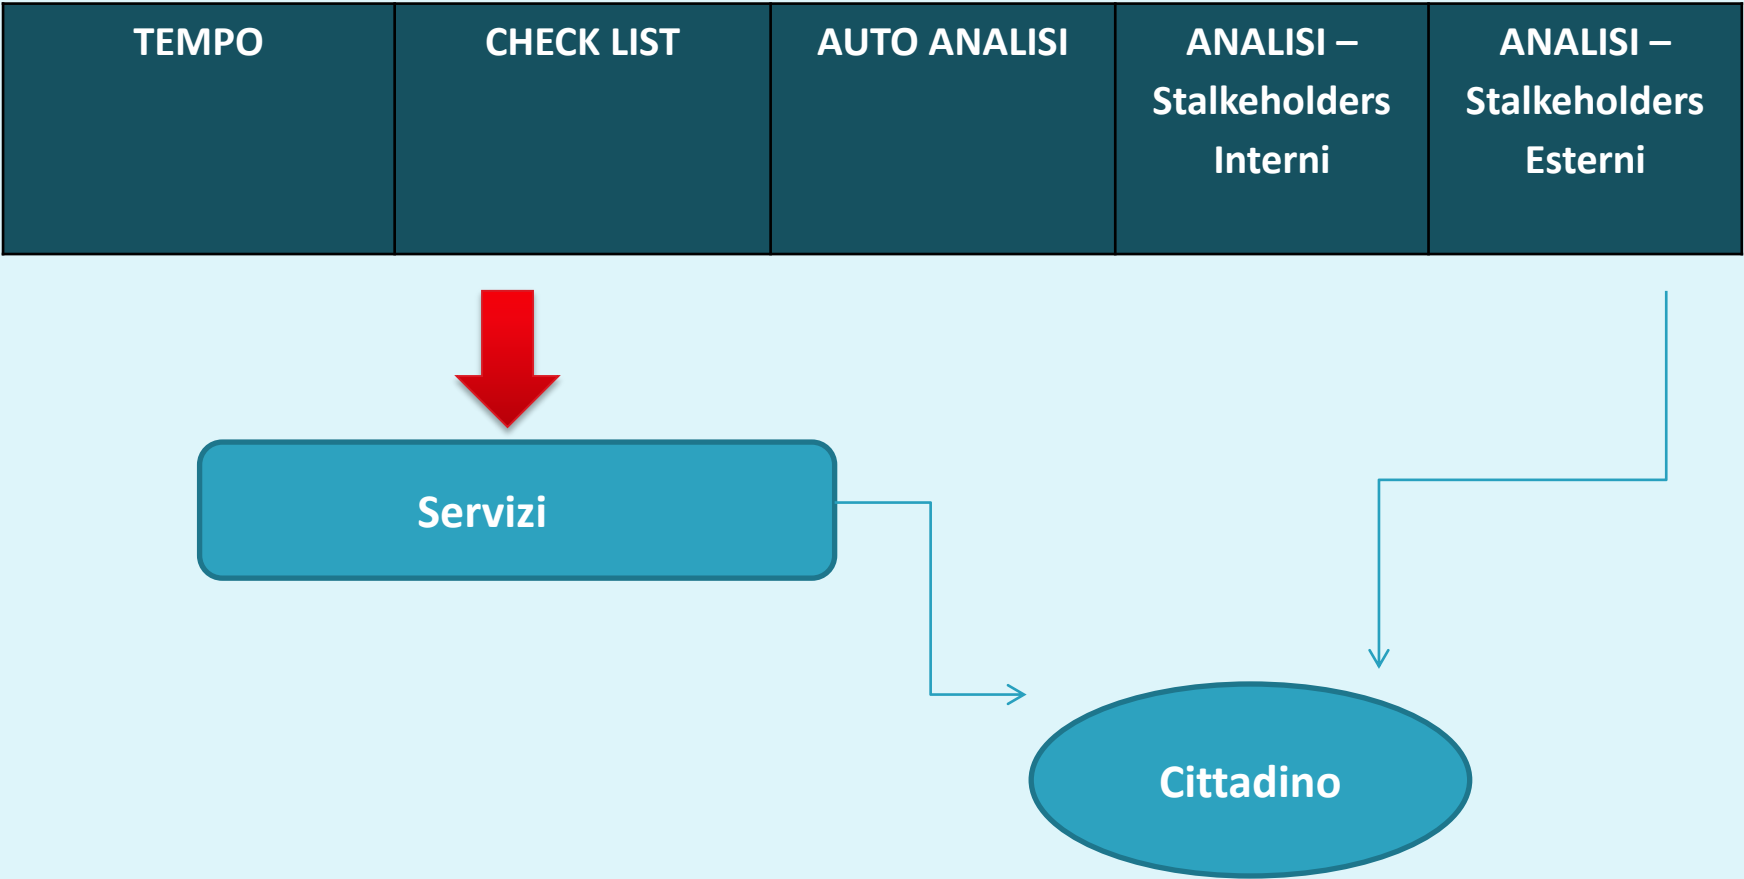 TEMPO
CHECK LIST
AUTO ANALISI
ANALISI –
Stalkeholders
Interni
ANALISI –
Stalkeholders
Esterni
Servizi
Cittadino